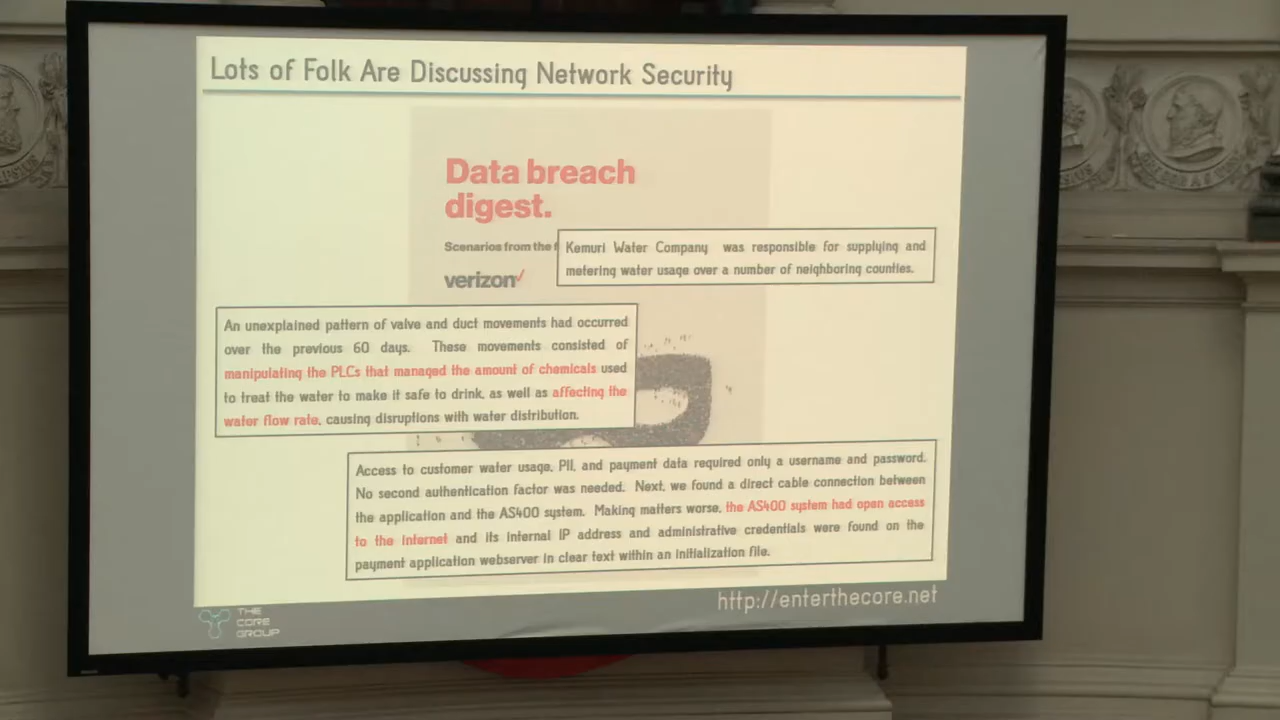 Lots of Folk Are Discussing Network Security
Data breach
digest.
Scenarios from the f
verizon
Kemuri Water Company was responsible for supplying and
metering water usage over a number of neighboring counties.
An unexplained pattern of valve and duct movements had occurred
over the previous 60 days. These movements consisted of
manipulating the PLCs that managed the amount of chemicals used
to treat the water to make it safe to drink, as well as affecting the
water flow rate, causing disruptions with water distribution.
Access to customer water usage, PII, and payment data required only a username and password.
No second authentication factor was needed. Next, we found a direct cable connection between
the application and the AS400 system. Making matters worse, the AS400 system had open access
to the internet and its internal IP address and administrative credentials were found on the
payment application webserver in clear text within an initialization file.
http://enterthecore.net
THE
CORE
GROUP